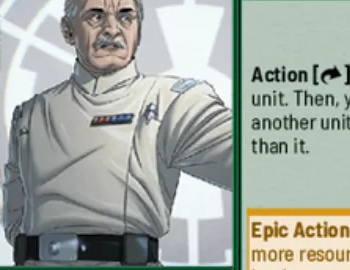 Action [
unit. Then, y
another unit
than it.
Epic Action
more resour